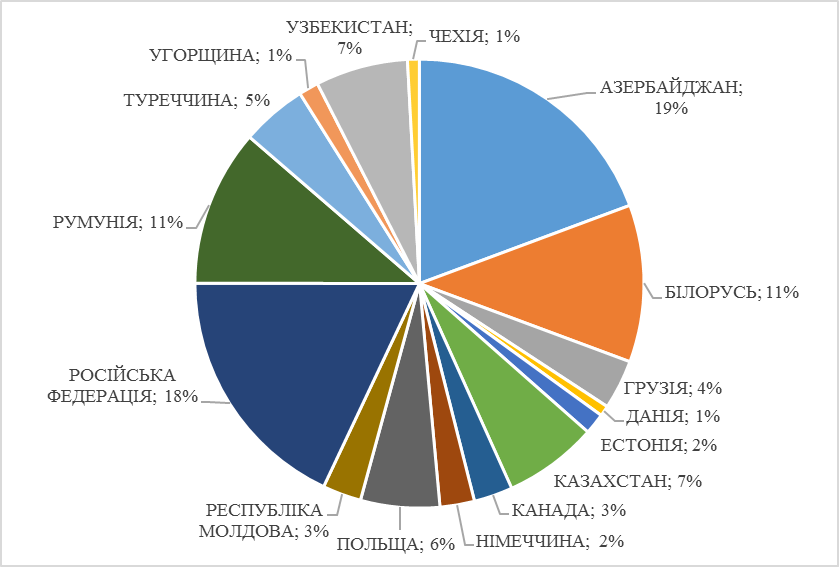 УЗБЕКИСТАН;
7%
ЧЕХІЯ; 1%
УГОРЩИНА; 1%
АЗЕРБАЙДЖАН;
19%
ТУРЕЧЧИНА; 5%
РУМУНІЯ; 11%
БІЛОРУСЬ; 11%
РОСІЙСЬКА
ФЕДЕРАЦІЯ; 18%
ГРУЗІЯ; 4%
ДАНІЯ; 1%
ЕСТОНІЯ; 2%
КАЗАХСТАН; 7%
РЕСПУБЛІКА
МОЛДОВА; 3%
КАНАДА; 3%
ПОЛЬЩА; 6%
НІМЕЧЧИНА; 2%